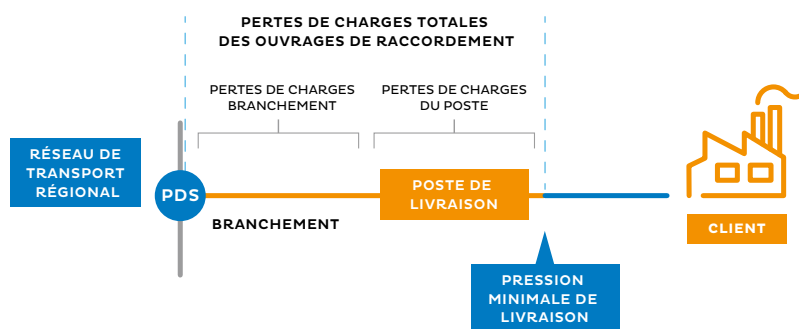 PERTES DE CHARGES TOTALES
DES OUVRAGES DE RACCORDEMENT
PERTES DE CHARGES
BRANCHEMENT
PERTES DE CHARGES
DU POSTE
RÉSEAU DE
TRANSPORT
RÉGIONAL
PDS
BRANCHEMENT
POSTE DE
LIVRAISON
CLIENT
PRESSION
MINIMALE DE
LIVRAISON